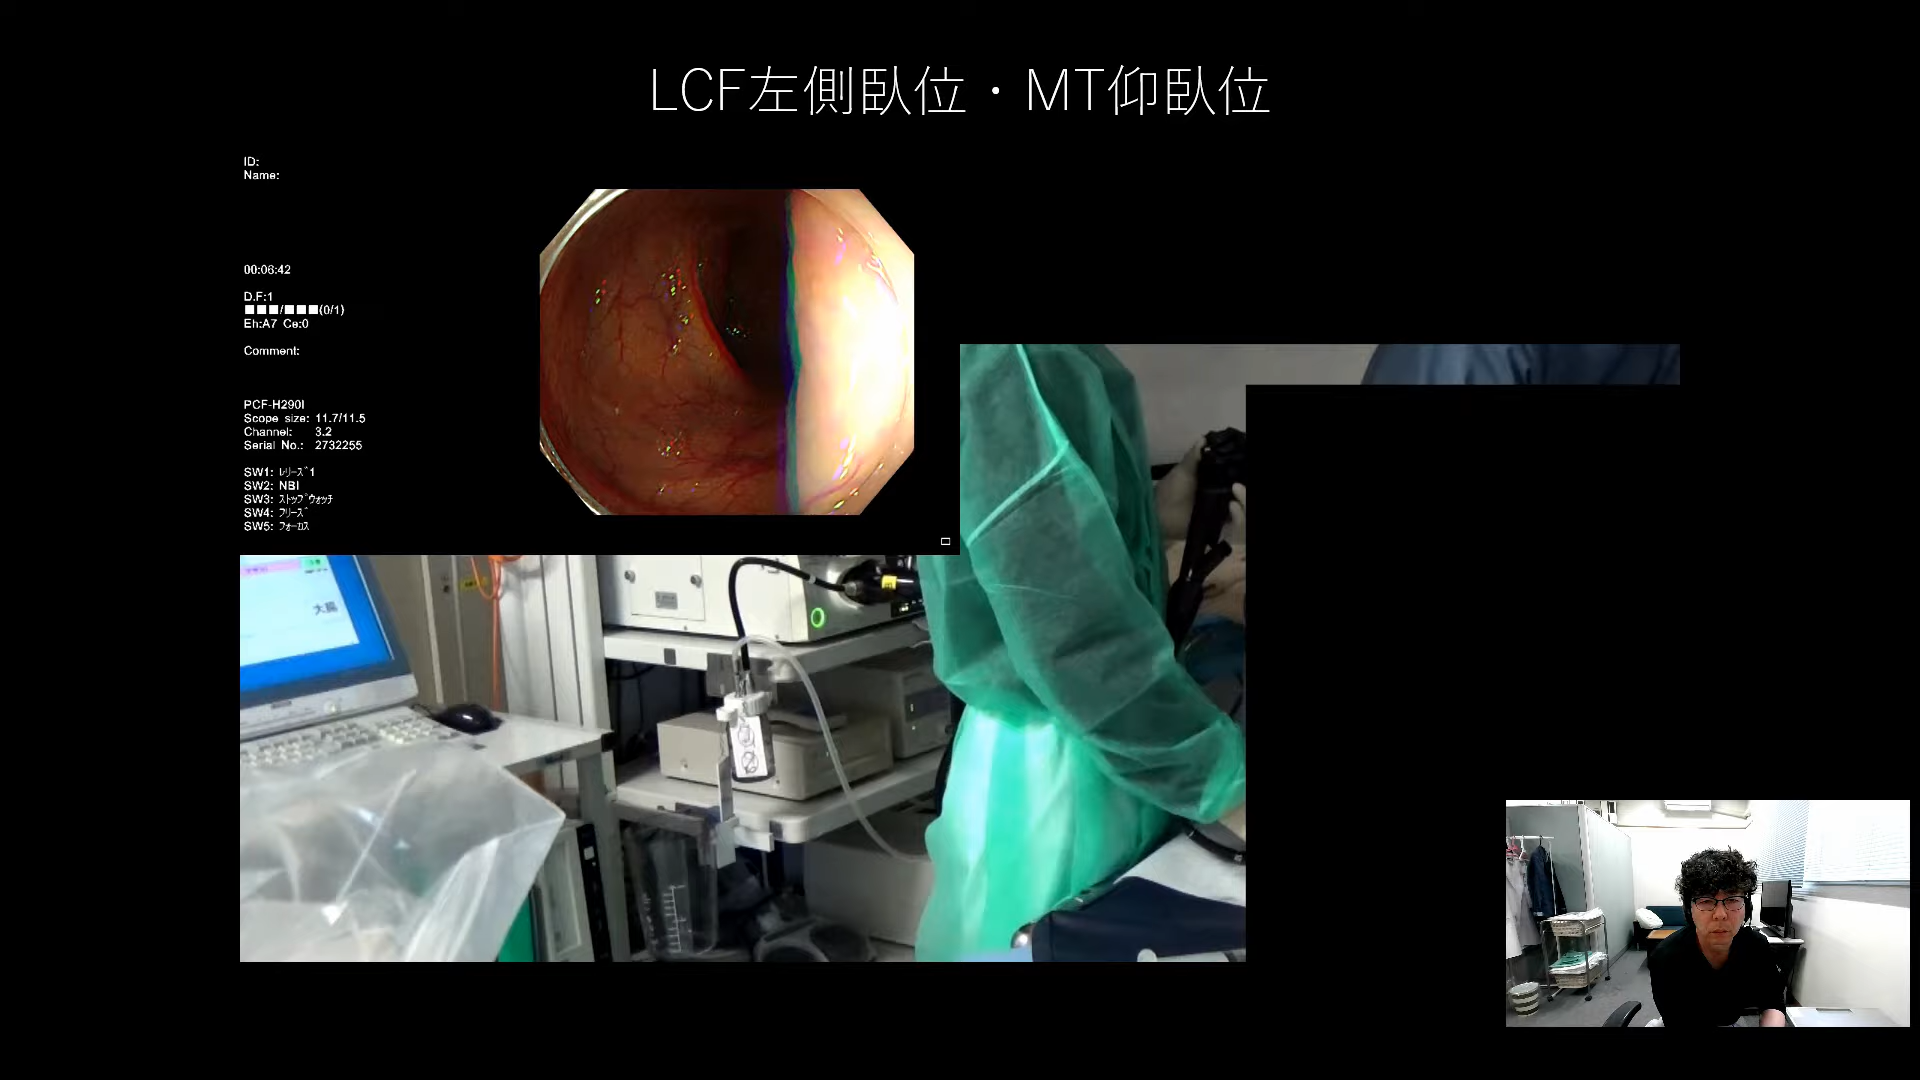 LCF左側臥位・MT仰臥位
ID:
Name:
00:06:42
D.F:1
■■■/■■■(0/1)
Eh:A7 Ce:0
Comment:
PCF-H290I
Scope size: 11.7/11.5
Channel: 3.2
Serial No.: 2732255
SW1: ﾚﾘｰｽﾞ1
SW2: NBI
SW3: ｽﾄｯﾌﾟｳｫｯﾁ
SW4: ﾌﾘｰｽﾞ
SW5: ﾌｫｰｶｽ
大腸